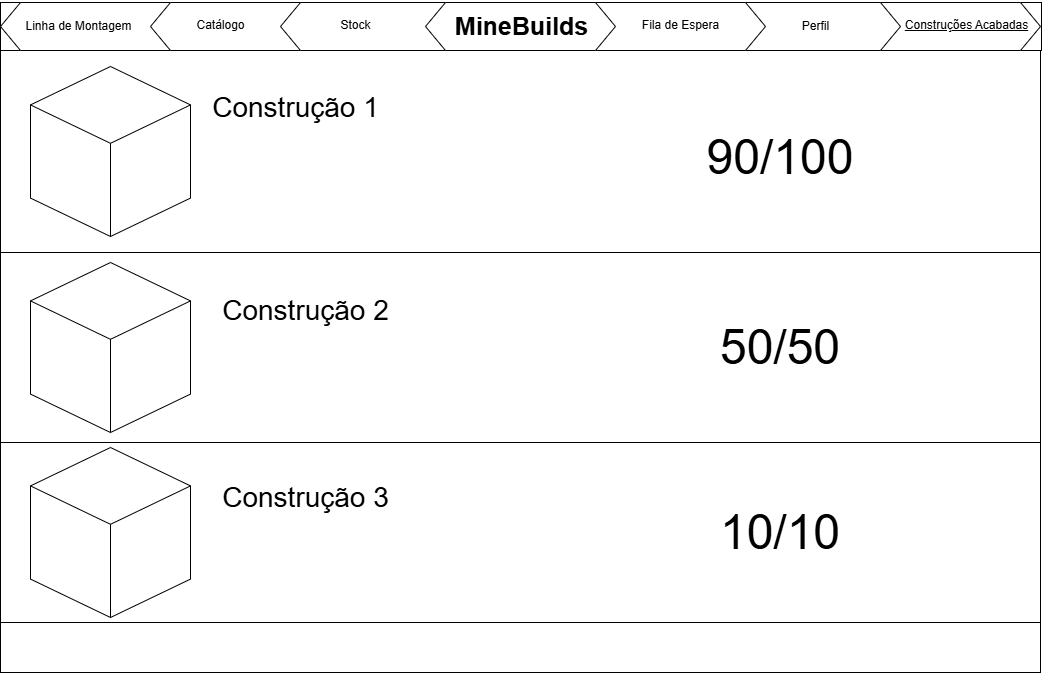 Linha de Montagem
Catálogo
Stock
MineBuilds
Fila de Espera
Perfil
Construções Acabadas
Construção 1
90/100
Construção 2
50/50
Construção 3
10/10